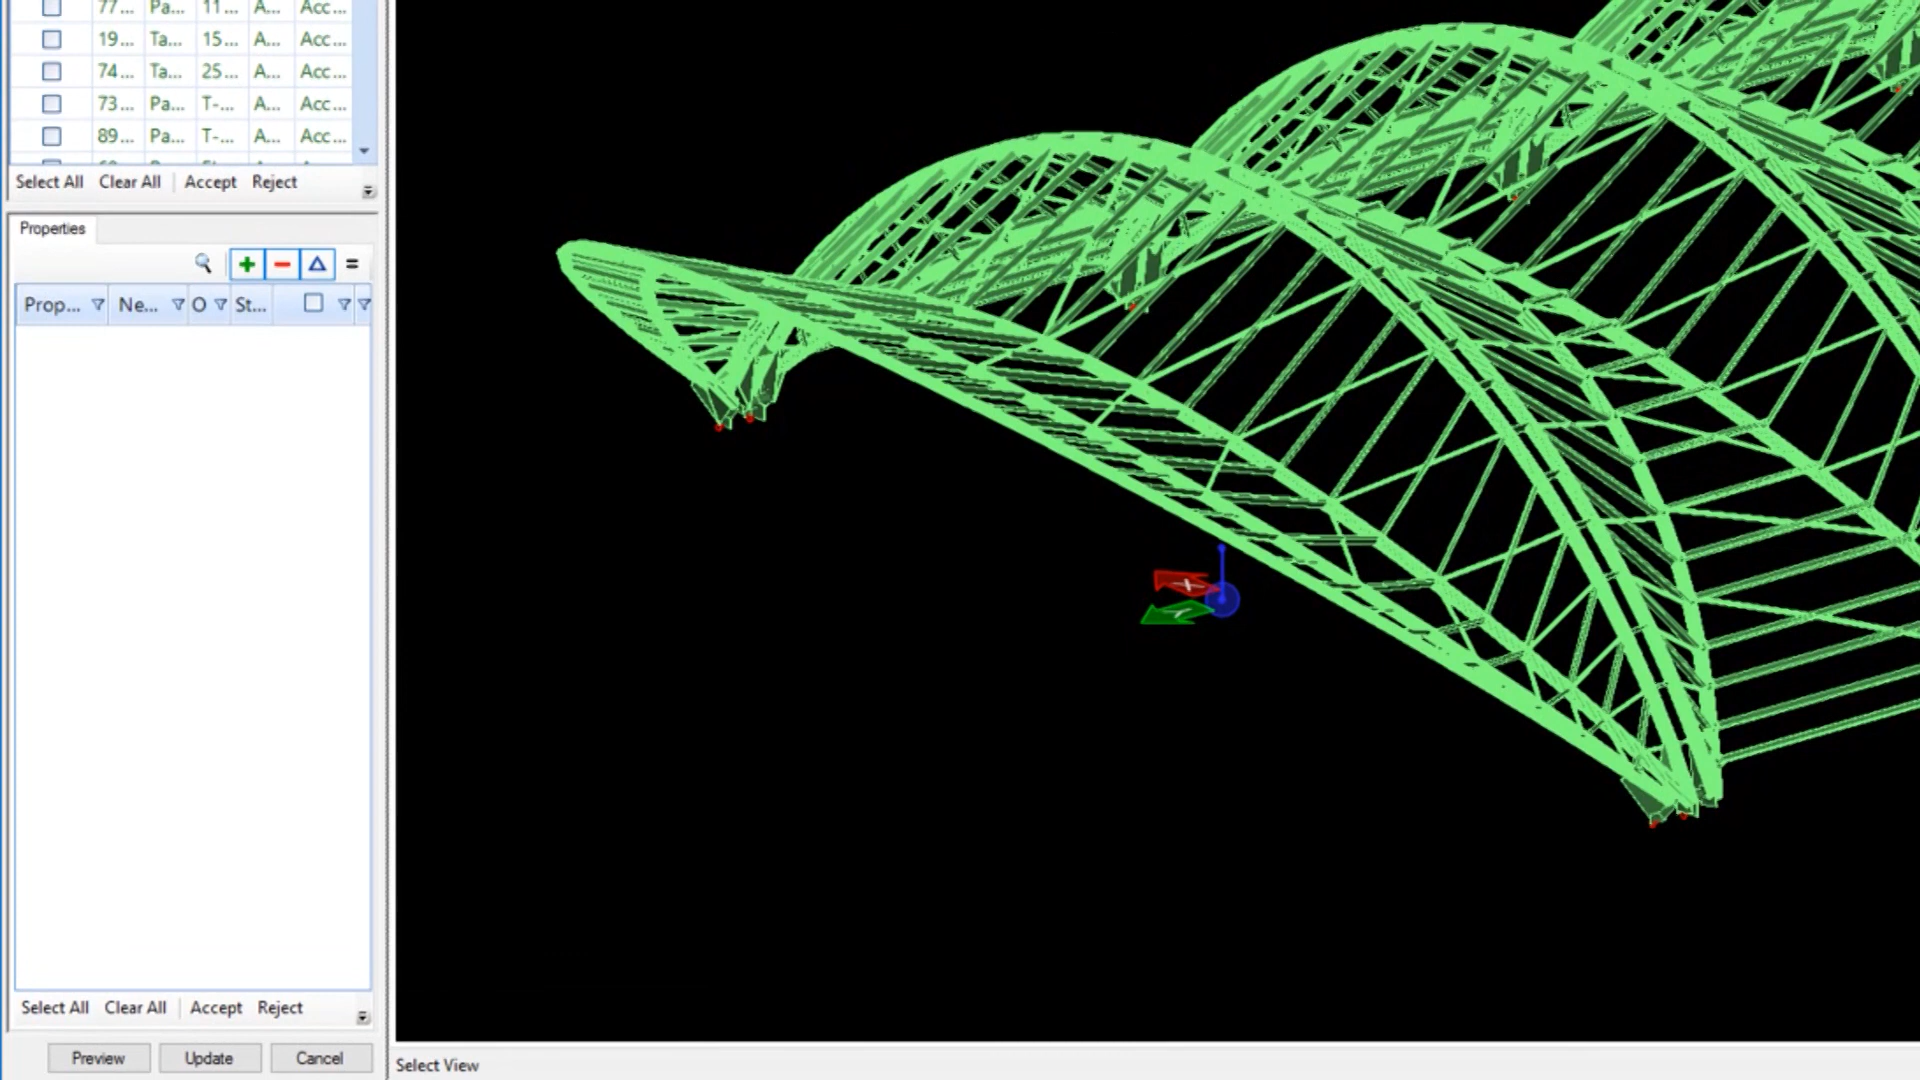 77... Pa... 11... A... Acc...
19... Ta... 15... A... Acc...
74... Ta... 25... A... Acc...
73... Pa... T-... A... Acc...
89... Pa... T-... A... Acc...
Select All Clear All Accept Reject
Properties
Prop... Ne... O St...
X
Y
Select All Clear All Accept Reject
Preview Update Cancel
Select View